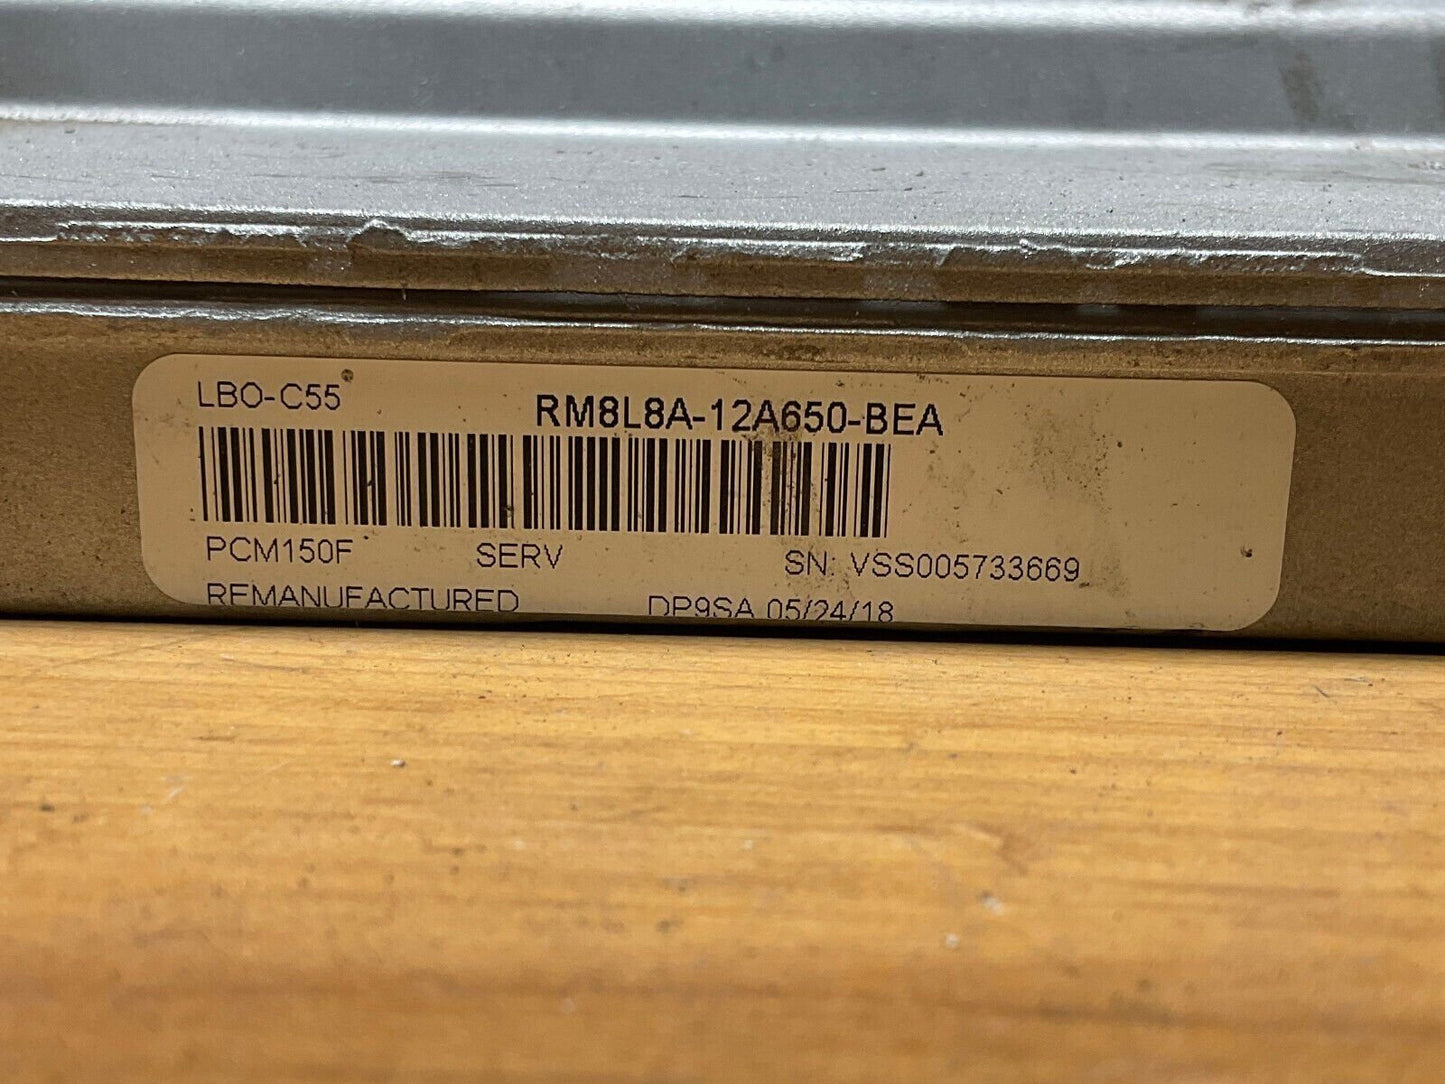 LBO-C55 RM8L8A-12A650-BEA
PCM150F SERV SN: VSS005733669
REMANUFACTURED DP9SA 05/24/18